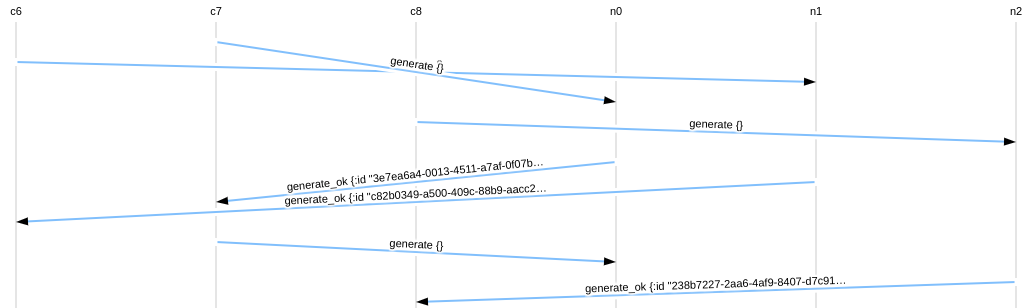 c6 c7 c8 n0 n1 n2
generate {}
generate {}
generate_ok {:id "3e7ea6a4-0013-4511-a7af-0f07b…
generate_ok {:id "c82b0349-a500-409c-88b9-aacc2…
generate {}
generate_ok {:id "238b7227-2aa6-4af9-8407-d7c91…